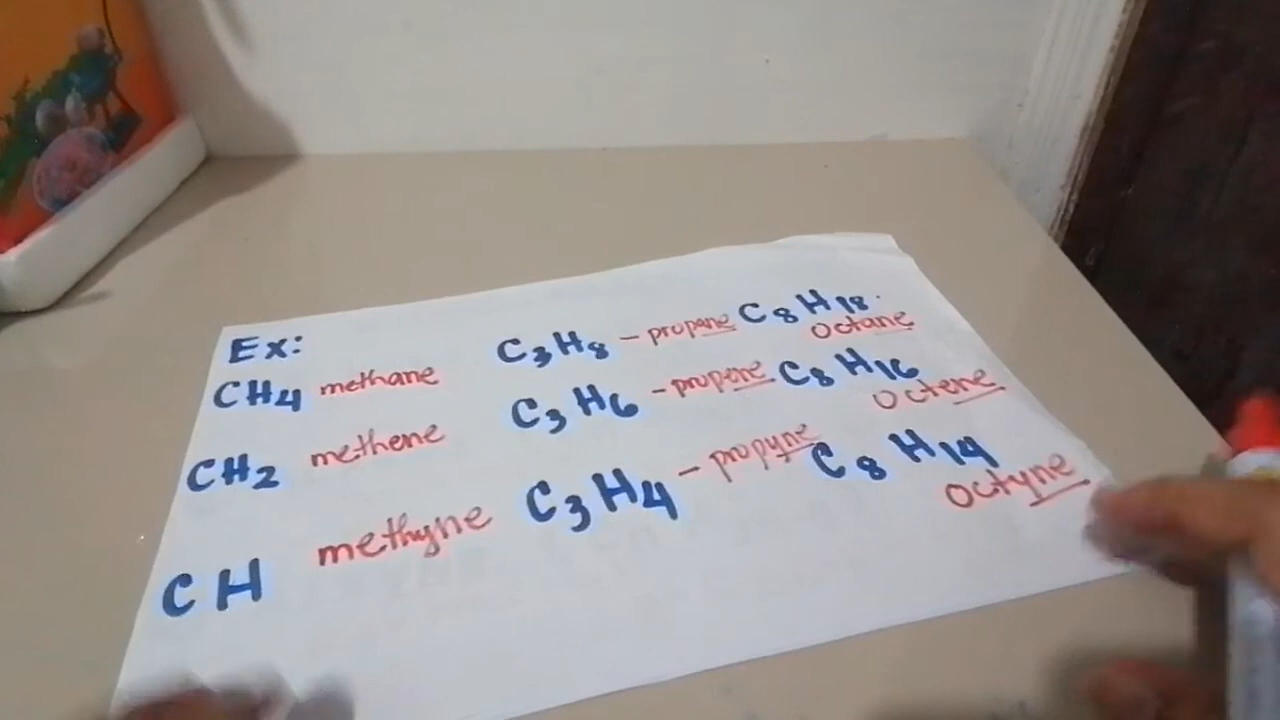 Ex:
CH4 methane
CH2 methene
CH methyne
C3H8 - propane
C3H6 - propene
C3H4 - propyne
C8H18.
Octane
C8H16
Octene
C8H14
Octyne